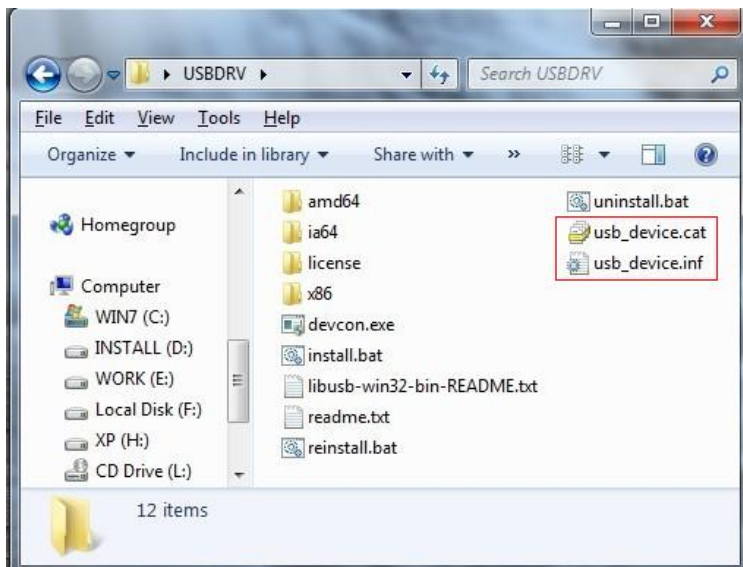 USBDRV
Search USBDRV
File Edit View Tools Help
Organize Include in library Share with »
Homegroup
Computer
WIN7 (C:)
INSTALL (D:)
WORK (E:)
Local Disk (F:)
XP (H:)
CD Drive (L:)
amd64
ia64
license
x86
devcon.exe
install.bat
libusb-win32-bin-README.txt
readme.txt
reinstall.bat
uninstall.bat
usb_device.cat
usb_device.inf
12 items